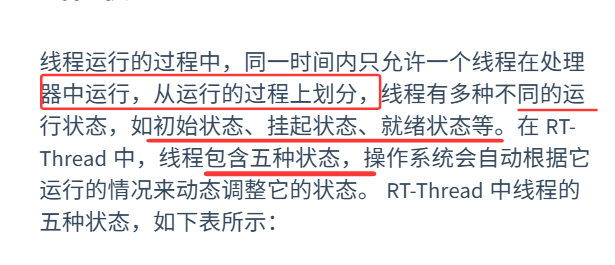 线程运行的过程中，同一时间内只允许一个线程在处理
器中运行，从运行的过程上划分，线程有多种不同的运
行状态，如初始状态、挂起状态、就绪状态等。在 RT-
Thread 中，线程包含五种状态，操作系统会自动根据它
运行的情况来动态调整它的状态。 RT-Thread 中线程的
五种状态，如下表所示：